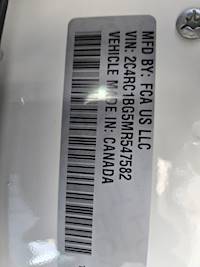 MFD BY: FCA US LLC
VIN: 2C4RC1BG5MR547582
VEHICLE MADE IN: CANADA